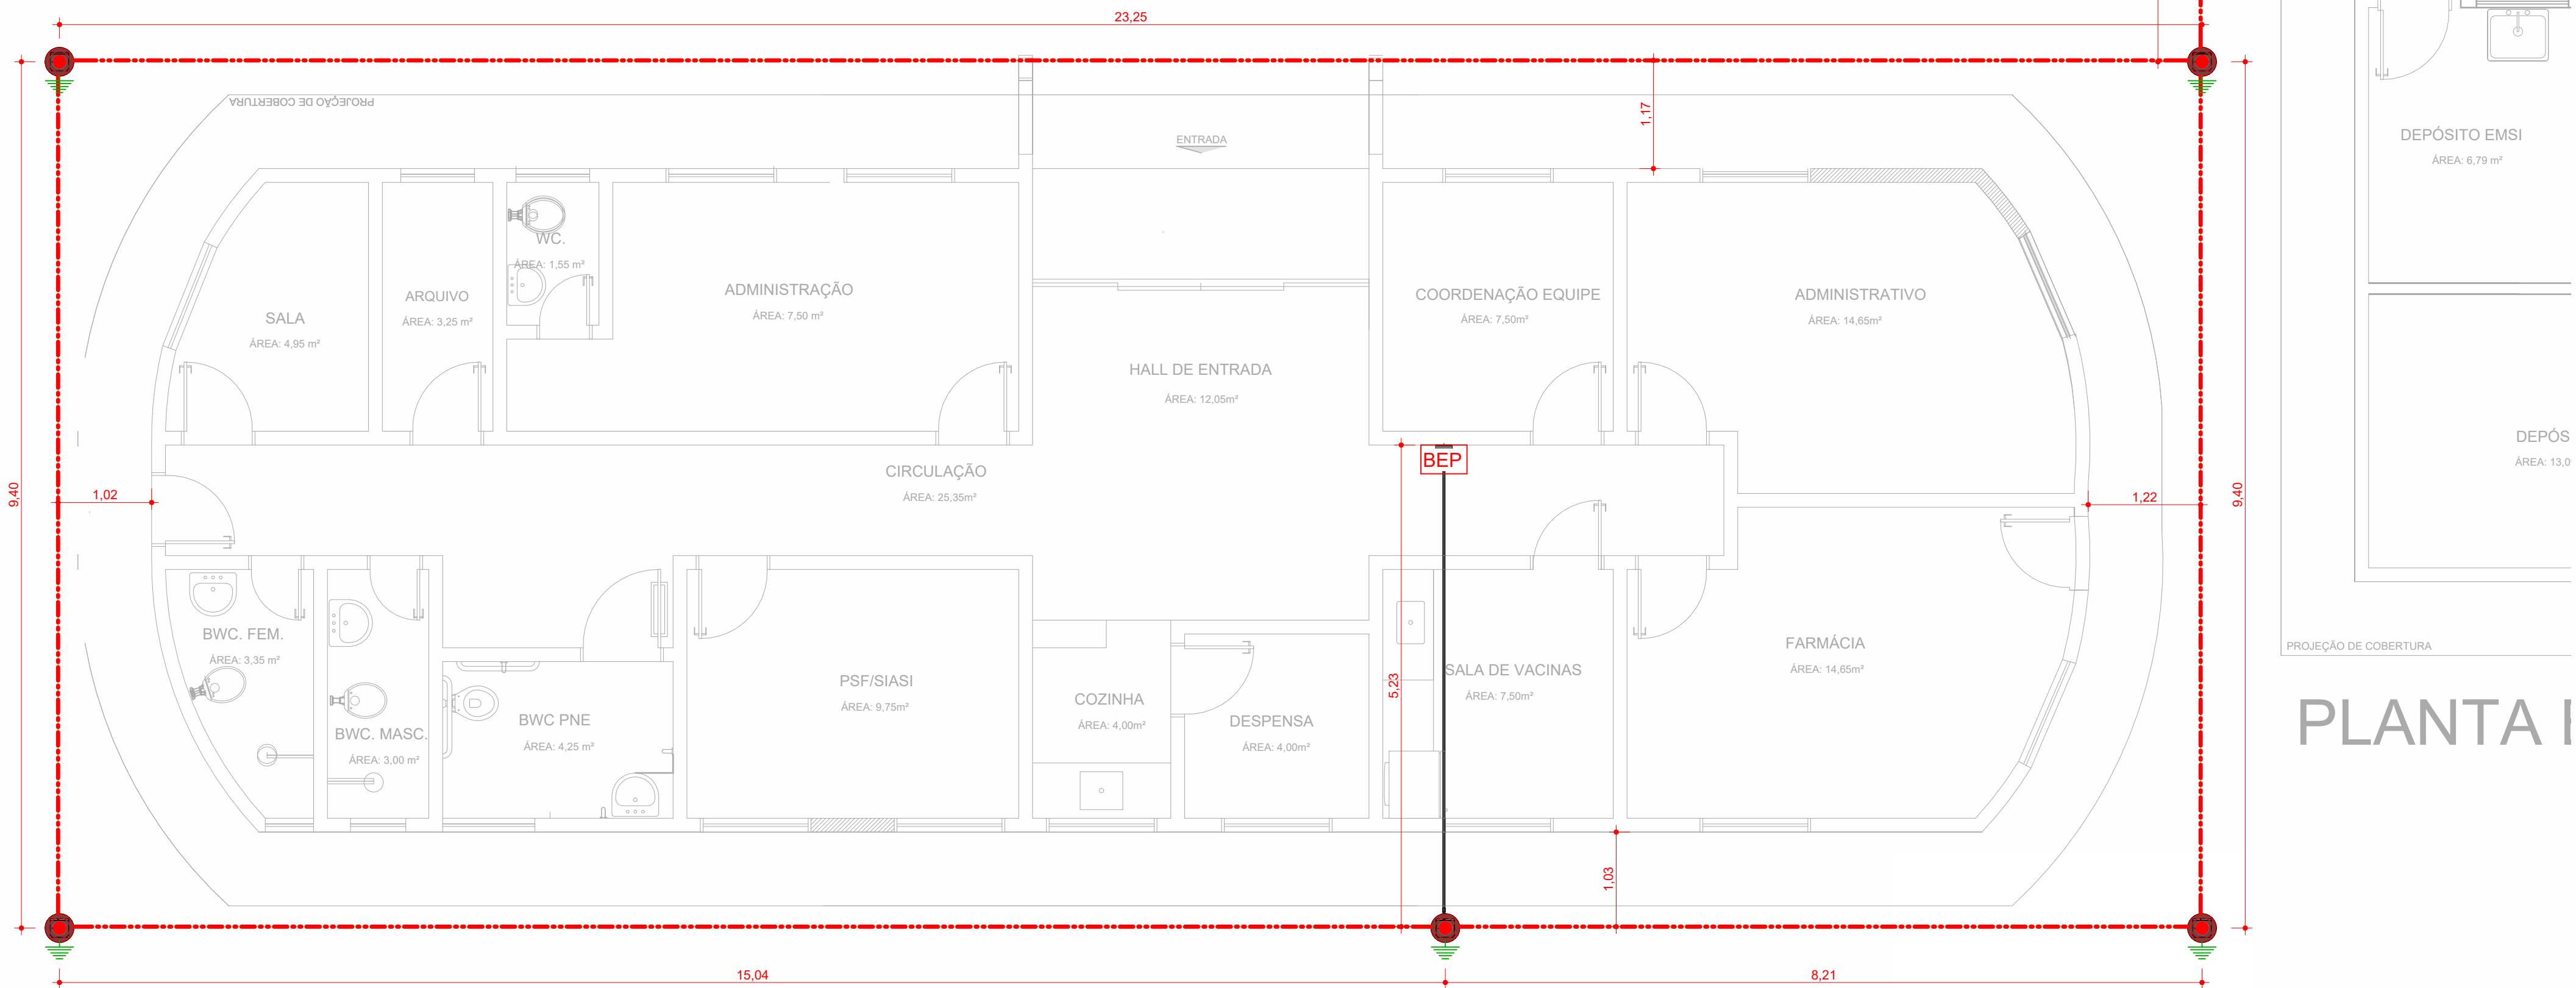 23,25
PROJEÇÃO DE COBERTURA
ENTRADA
1,17
DEPÓSITO EMSI
ÁREA: 6,79 m²
WC.
ÁREA: 1,55 m²
ARQUIVO
ÁREA: 3,25 m²
SALA
ÁREA: 4,95 m²
ADMINISTRAÇÃO
ÁREA: 7,50 m²
COORDENAÇÃO EQUIPE
ÁREA: 7,50m²
ADMINISTRATIVO
ÁREA: 14,65m²
HALL DE ENTRADA
ÁREA: 12,05m²
DEPÓS
ÁREA: 13,0
BEP
CIRCULAÇÃO
ÁREA: 25,35m²
9,40
1,02
1,22
9,40
BWC. FEM.
ÁREA: 3,35 m²
BWC. MASC.
ÁREA: 3,00 m²
BWC PNE
ÁREA: 4,25 m²
PSF/SIASI
ÁREA: 9,75m²
COZINHA
ÁREA: 4,00m²
DESPENSA
ÁREA: 4,00m²
5,23
SALA DE VACINAS
ÁREA: 7,50m²
FARMÁCIA
ÁREA: 14,65m²
PROJEÇÃO DE COBERTURA
PLANTA
1,03
15,04
8,21